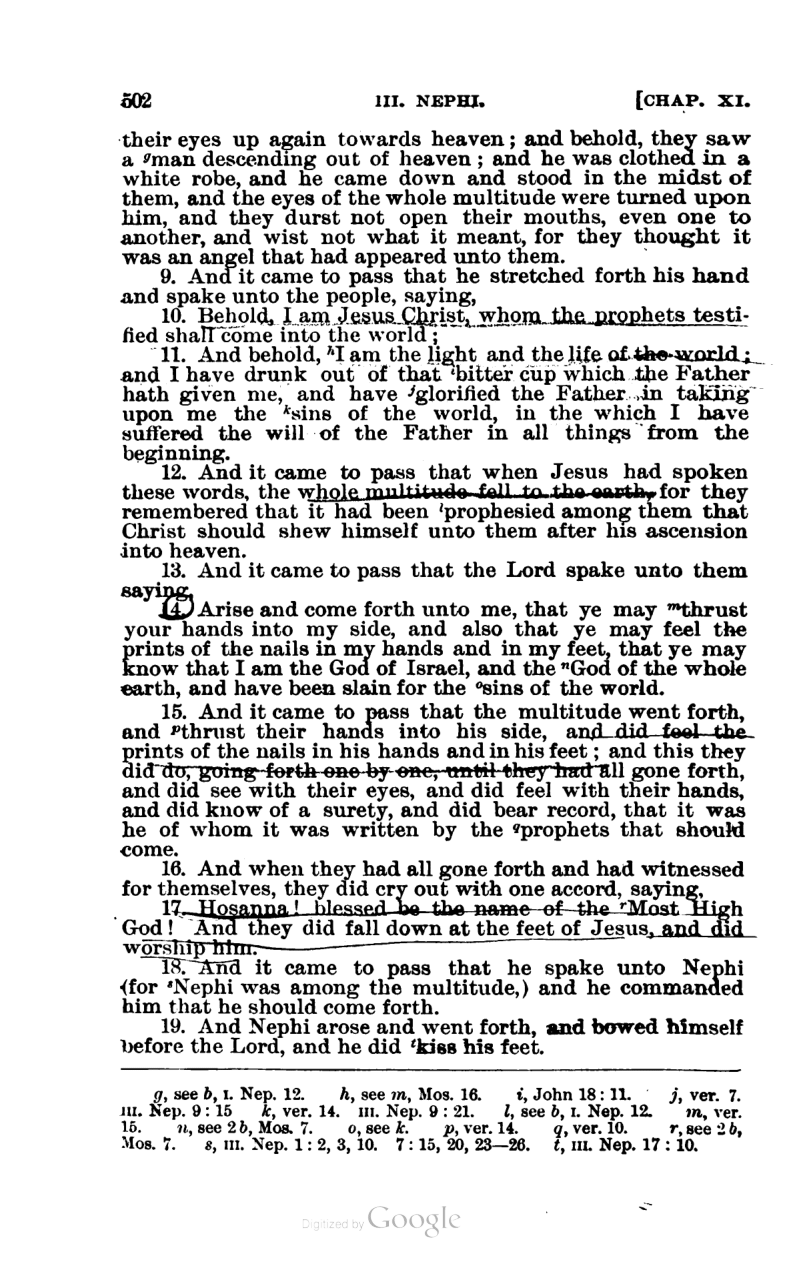 502 III. NEPHI. [CHAP. XI.
their eyes up again towards heaven; and behold, they saw
a ᵍman descending out of heaven; and he was clothed in a
white robe, and he came down and stood in the midst of
them, and the eyes of the whole multitude were turned upon
him, and they durst not open their mouths, even one to
another, and wist not what it meant, for they thought it
was an angel that had appeared unto them.
9. And it came to pass that he stretched forth his hand
and spake unto the people, saying,
10. Behold, I am Jesus Christ, whom the prophets testi-
fied shall come into the world;
11. And behold, ʰI am the light and the life of the world;
and I have drunk out of that ⁱbitter cup which the Father
hath given me, and have ʲglorified the Father in taking
upon me the ᵏsins of the world, in the which I have
suffered the will of the Father in all things from the
beginning.
12. And it came to pass that when Jesus had spoken
these words, the whole multitude fell to the earth, for they
remembered that it had been ˡprophesied among them that
Christ should shew himself unto them after his ascension
into heaven.
13. And it came to pass that the Lord spake unto them
saying,
14. Arise and come forth unto me, that ye may ᵐthrust
your hands into my side, and also that ye may feel the
prints of the nails in my hands and in my feet, that ye may
know that I am the God of Israel, and the ⁿGod of the whole
earth, and have been slain for the ᵒsins of the world.
15. And it came to pass that the multitude went forth,
and ᵖthrust their hands into his side, and did feel the
prints of the nails in his hands and in his feet; and this they
did do, going forth one by one, until they had all gone forth,
and did see with their eyes, and did feel with their hands,
and did know of a surety, and did bear record, that it was
he of whom it was written by the qprophets that should
come.
16. And when they had all gone forth and had witnessed
for themselves, they did cry out with one accord, saying,
17. Hosanna! blessed be the name of the ʳMost High
God! And they did fall down at the feet of Jesus, and did
worship him.
18. And it came to pass that he spake unto Nephi
(for ˢNephi was among the multitude,) and he commanded
him that he should come forth.
19. And Nephi arose and went forth, and bowed himself
before the Lord, and he did ᵗkiss his feet.
g, see b, I. Nep. 12. h, see m, Mos. 16. i, John 18: 11. j, ver. 7.
III. Nep. 9: 15 k, ver. 14. III. Nep. 9: 21. l, see b, I. Nep. 12. m, ver.
15. n, see 2 b, Mos. 7. o, see k. p, ver. 14. q, ver. 10. r, see 2 b,
Mos. 7. s, III. Nep. 1: 2, 3, 10. 7: 15, 20, 23—26. t, III. Nep. 17: 10.
Digitized by Google